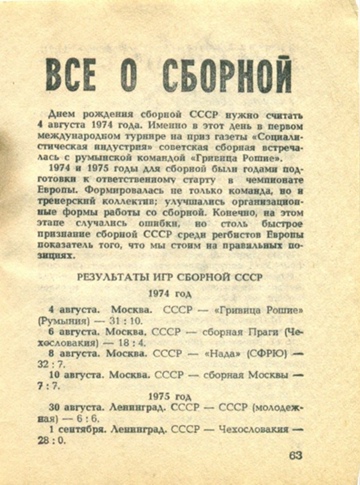 ВСЕ О СБОРНОЙ
Днем рождения сборной СССР нужно считать
4 августа 1974 года. Именно в этот день в первом
международном турнире на приз газеты «Социали-
стическая индустрия» советская сборная встреча-
лась с румынской командой «Гривица Рошие».
1974 и 1975 годы для сборной были годами под-
готовки к ответственному старту в чемпионате
Европы. Формировалась не только команда, но и
тренерский коллектив; улучшались организацион-
ные формы работы со сборной. Конечно, на этом
этапе случались ошибки, но столь быстрое
признание сборной СССР среди регбистов Европы
показатель того, что мы стоим на правильных по-
зициях.
РЕЗУЛЬТАТЫ ИГР СБОРНОЙ СССР
1974 год
4 августа. Москва. СССР — «Гривица Рошие»
(Румыния) — 31 : 10.
6 августа. Москва. СССР — сборная Праги (Че-
хословакия) — 18 : 4.
8 августа. Москва. СССР — «Нада» (СФРЮ) —
32 : 7.
10 августа. Москва. СССР — сборная Москвы —
7 : 7.
1975 год
30 августа. Ленинград. СССР — СССР (молодеж-
ная) — 6 : 6.
1 сентября. Ленинград. СССР — Чехословакия —
28 : 0.
63